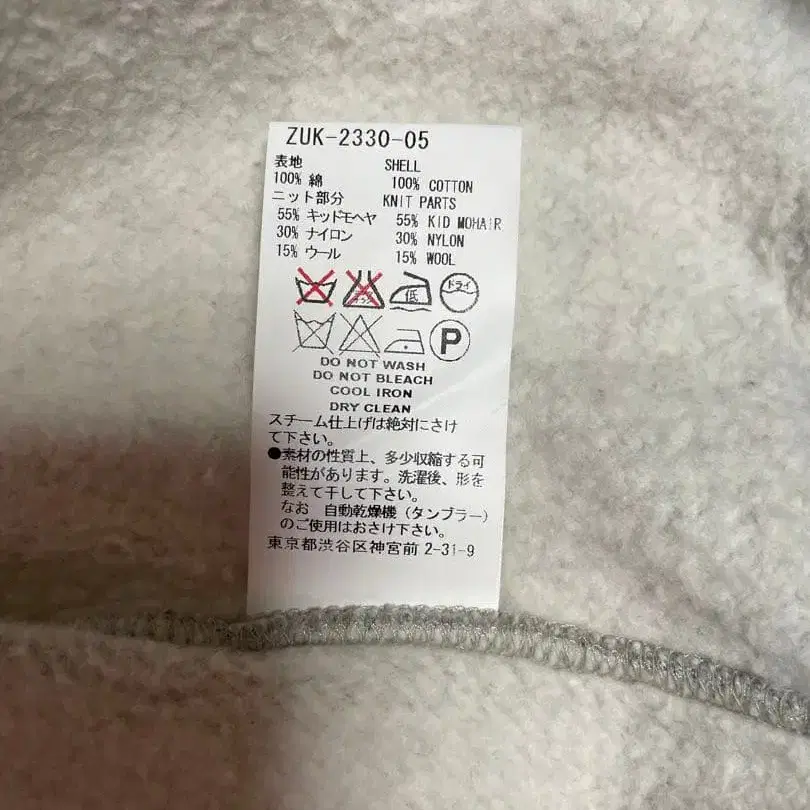 ZUK-2330-05
表地 SHELL
100% 綿 100% COTTON
ニット部分 KNIT PARTS
55% キッドモヘヤ 55% KID MOHAIR
30% ナイロン 30% NYLON
15% ウール 15% WOOL
低 ドライ
P
DO NOT WASH
DO NOT BLEACH
COOL IRON
DRY CLEAN
スチーム仕上げは絶対にさけ
て下さい。
●素材の性質上、多少収縮する可
能性があります。洗濯後、形を
整えて干して下さい。
なお 自動乾燥機(タンブラー)
のご使用はおさけ下さい。
東京都渋谷区神宮前 2-31-9